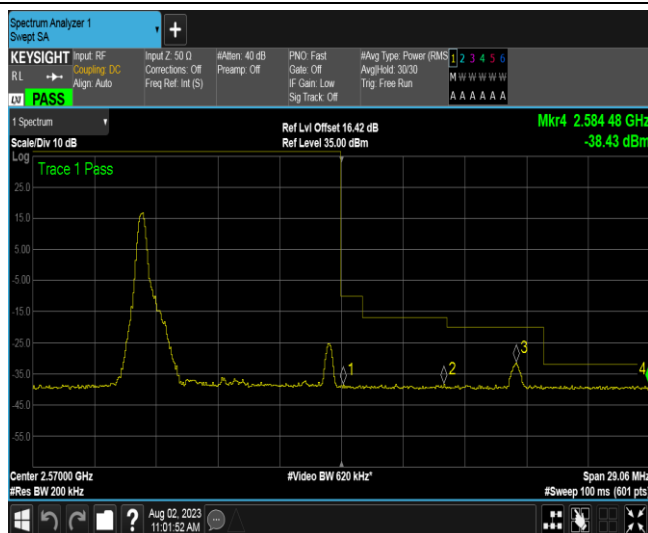 Spectrum Analyzer 1
Swept SA
+
KEYSIGHT Input: RF Input Z: 50 Ω #Atten: 40 dB PNO: Fast #Avg Type: Power (RMS 1 2 3 4 5 6
RL Coupling: DC Corrections: Off Preamp: Off Gate: Off Avg|Hold: 30/30 M W W W W W
Align: Auto Freq Ref: Int (S) IF Gain: Low Trig: Free Run
LXI PASS Sig Track: Off A A A A A A
1 Spectrum Ref Lvl Offset 16.42 dB Mkr4 2.584 48 GHz
Scale/Div 10 dB Ref Level 35.00 dBm -38.43 dBm
Log
Trace 1 Pass
25.0
15.0
5.00
-5.00
-15.0
-25.0
3
1 2 4
-35.0
-45.0
-55.0
Center 2.57000 GHz #Video BW 620 kHz* Span 29.06 MHz
#Res BW 200 kHz #Sweep 100 ms (601 pts)
? Aug 02, 2023
11:01:52 AM